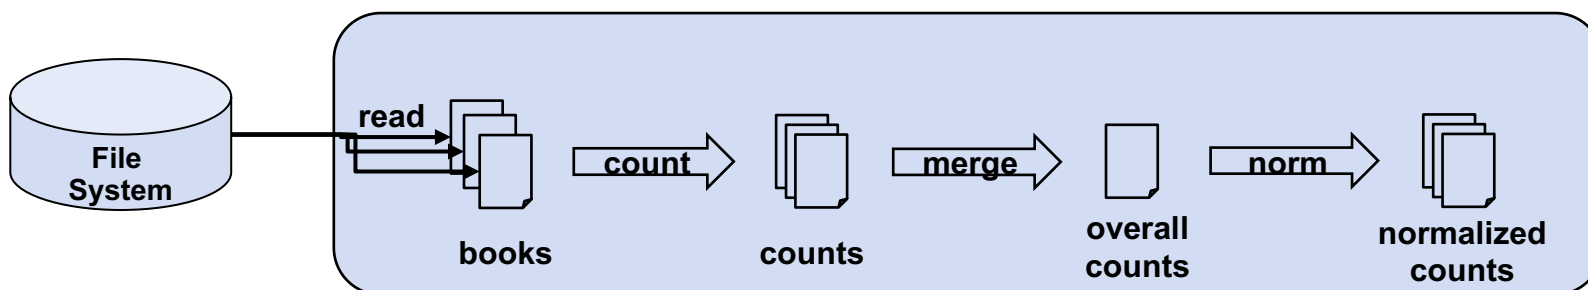 File
System
read
books
count
counts
merge
overall
counts
norm
normalized
counts